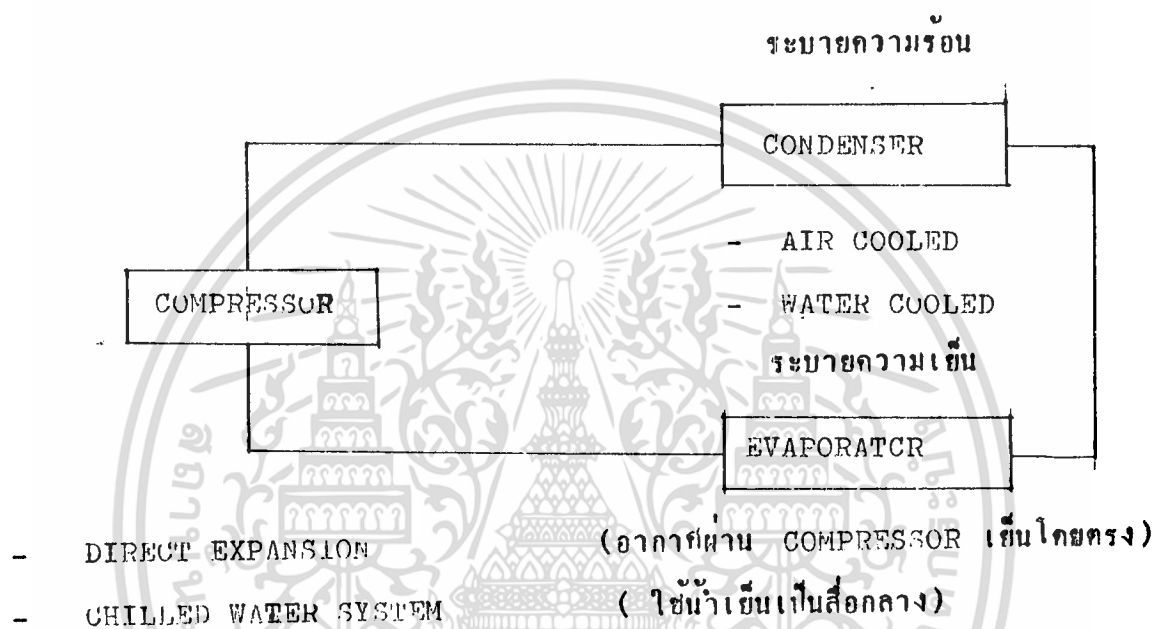 ระบายความร้อน
CONDENSER
- AIR COOLED
COMPRESSOR
- WATER COOLED
ระบายความเย็น
EVAPORATOR
- DIRECT EXPANSION (อากาศผ่าน COMPRESSOR เย็นโดยตรง)
- CHILLED WATER SYSTEM ( ใช้น้ำเย็นเป็นสื่อกลาง)